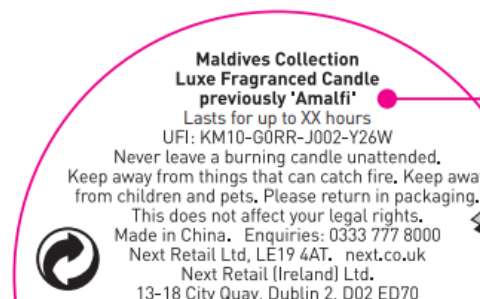 Maldives Collection
Luxe Fragranced Candle
previously 'Amalfi'
Lasts for up to XX hours
UFI: KM10-G0RR-J002-Y26W
Never leave a burning candle unattended.
Keep away from things that can catch fire. Keep away
from children and pets. Please return in packaging.
This does not affect your legal rights.
Made in China. Enquiries: 0333 777 8000
Next Retail Ltd, LE19 4AT. next.co.uk
Next Retail (Ireland) Ltd.
13-18 City Quay, Dublin 2, D02 ED70